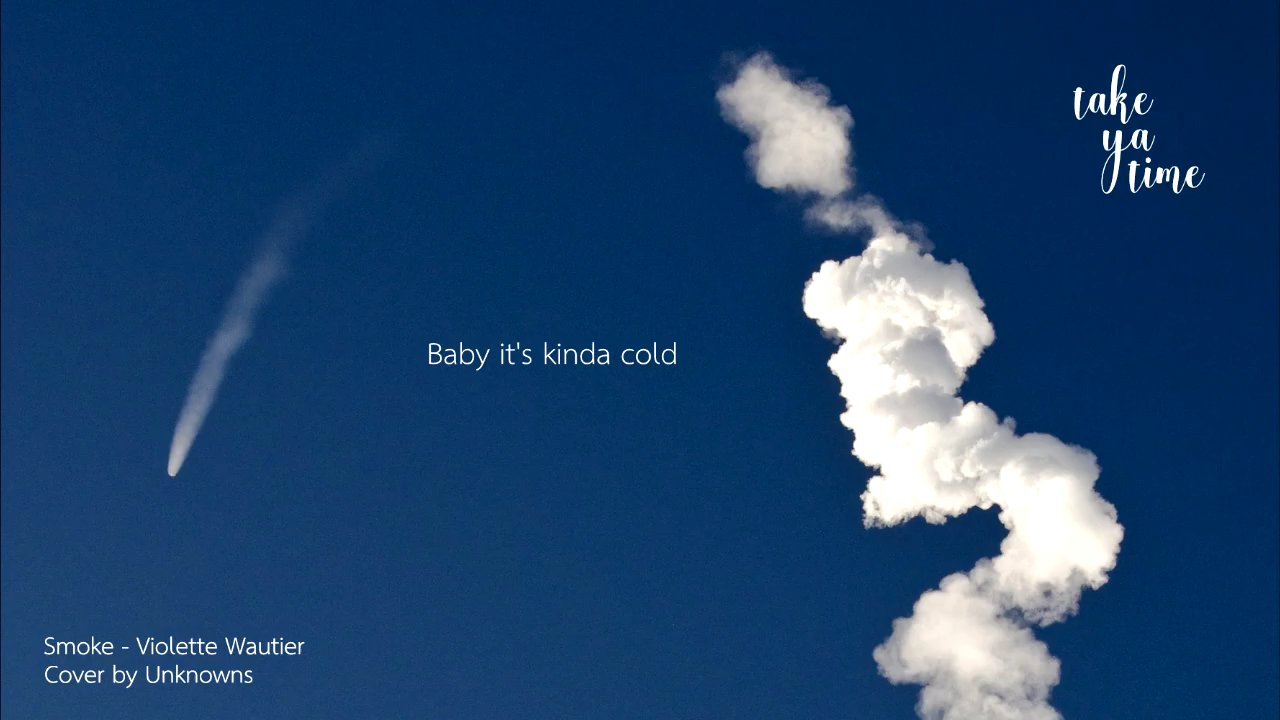 take
ya
time
Baby it's kinda cold
Smoke - Violette Wautier
Cover by Unknowns